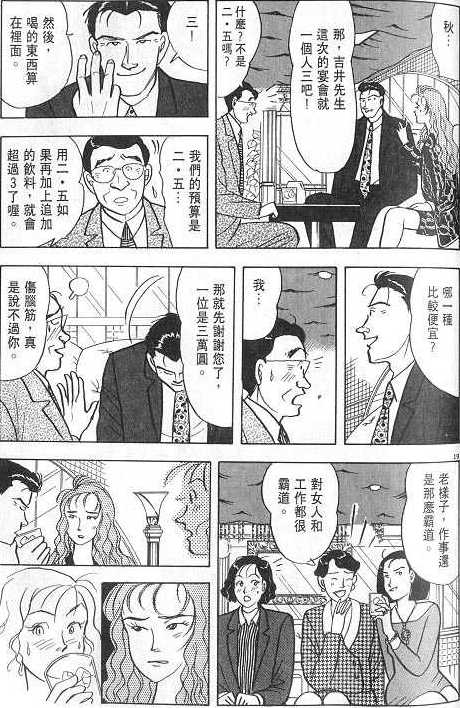 秋…
那，吉井先生
這次的宴會就
一個人三吧！
什麼？不是
二・五嗎？
三！
然後，
喝的東西算
在裡面。
我們的預算是
二・五…
用二・五如
果再加上追加
的飲料，就會
超過3了喔。
哪一種
比較便宜？
我…
那就先謝謝您了，
一位是三萬圓。
傷腦筋，真
是說不過你。
19
老樣子，作事還
是那麼霸道。
對女人和
工作都很
霸道。